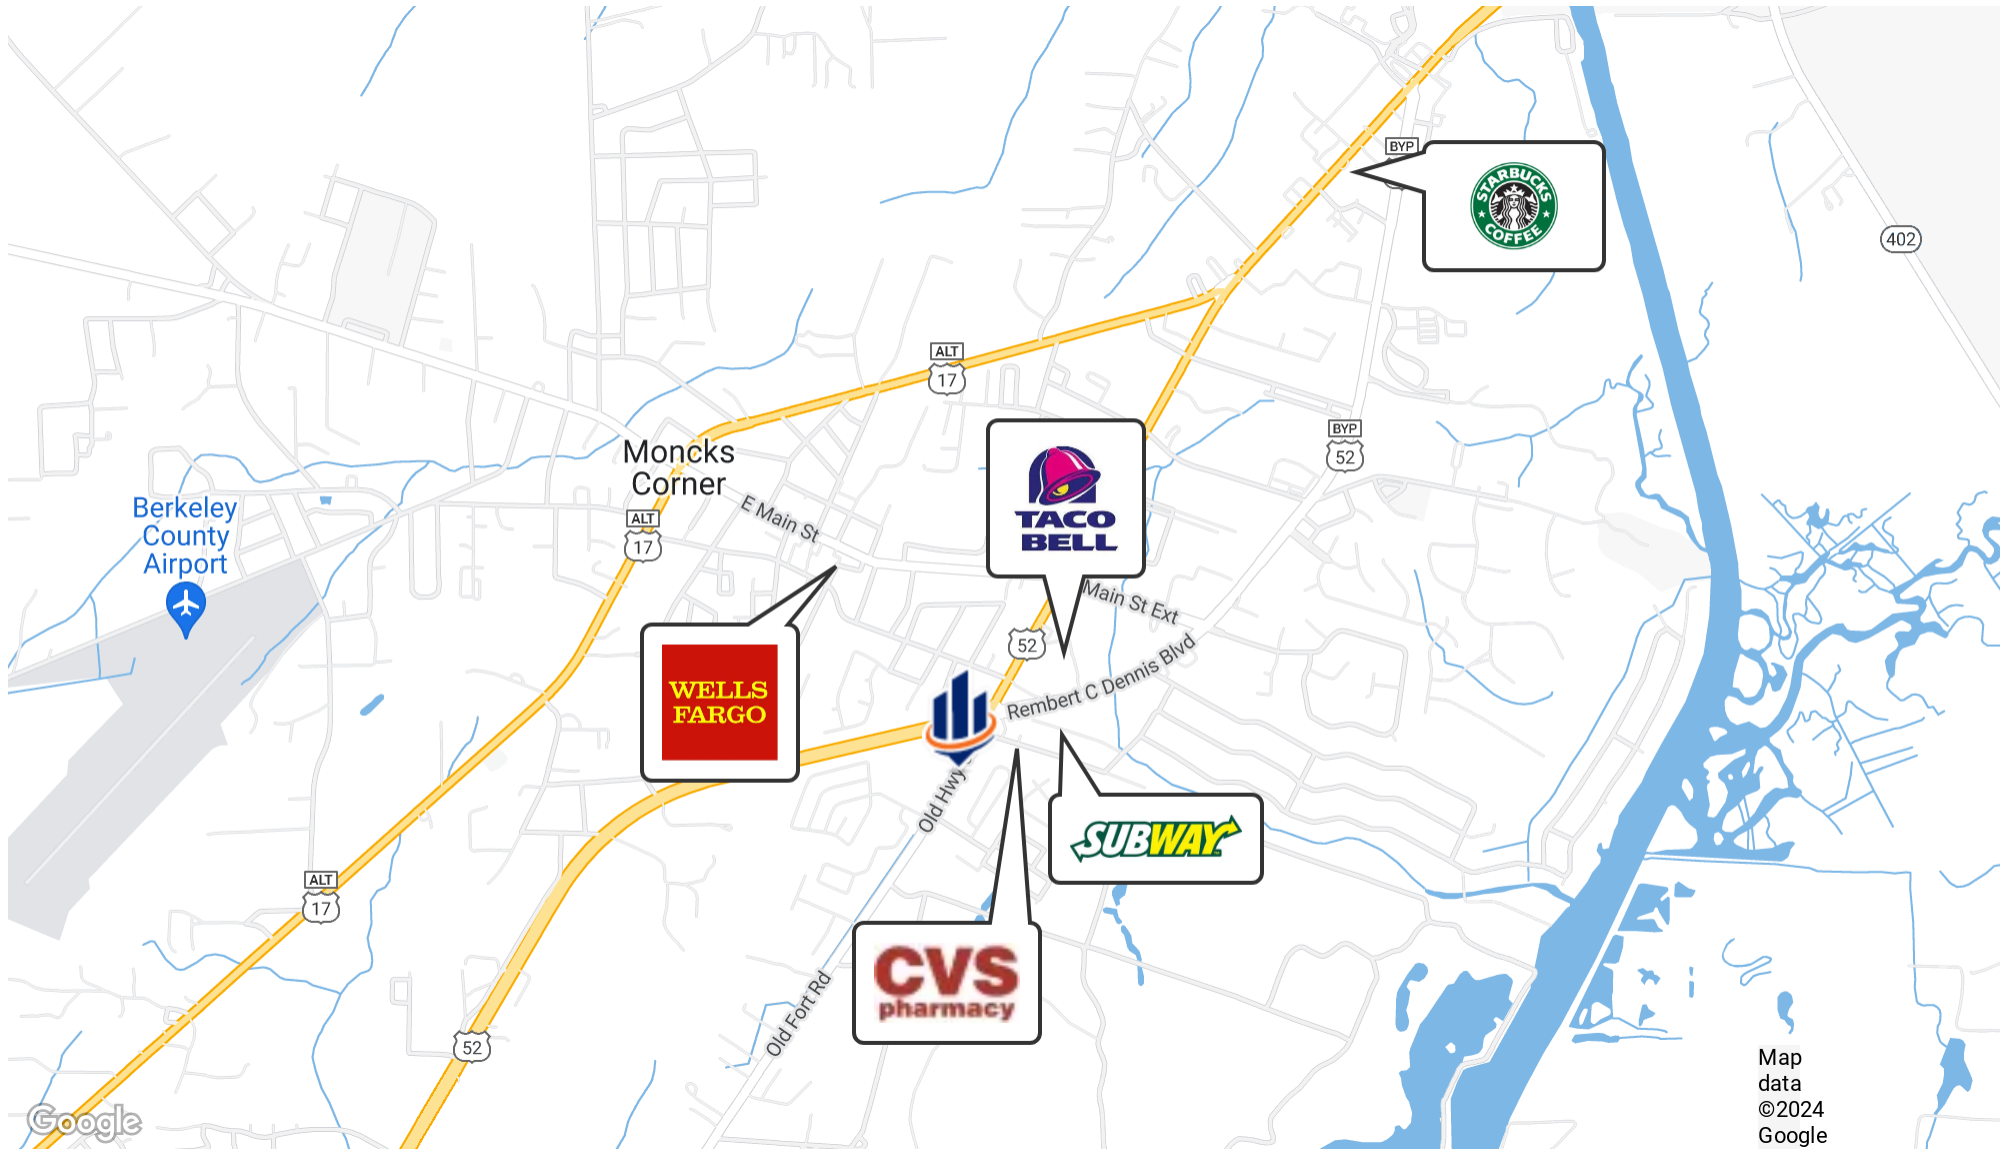 BYP
STARBUCKS
COFFEE
402
ALT
17
BYP
52
Moncks
Corner
Berkeley
County
Airport
ALT
17
E Main St
TACO
BELL
Main St Ext
52
Rembert C Dennis Blvd
WELLS
FARGO
Old Hwy
SUBWAY
ALT
17
CVS
pharmacy
Old Fort Rd
52
Google
Map
data
©2024
Google